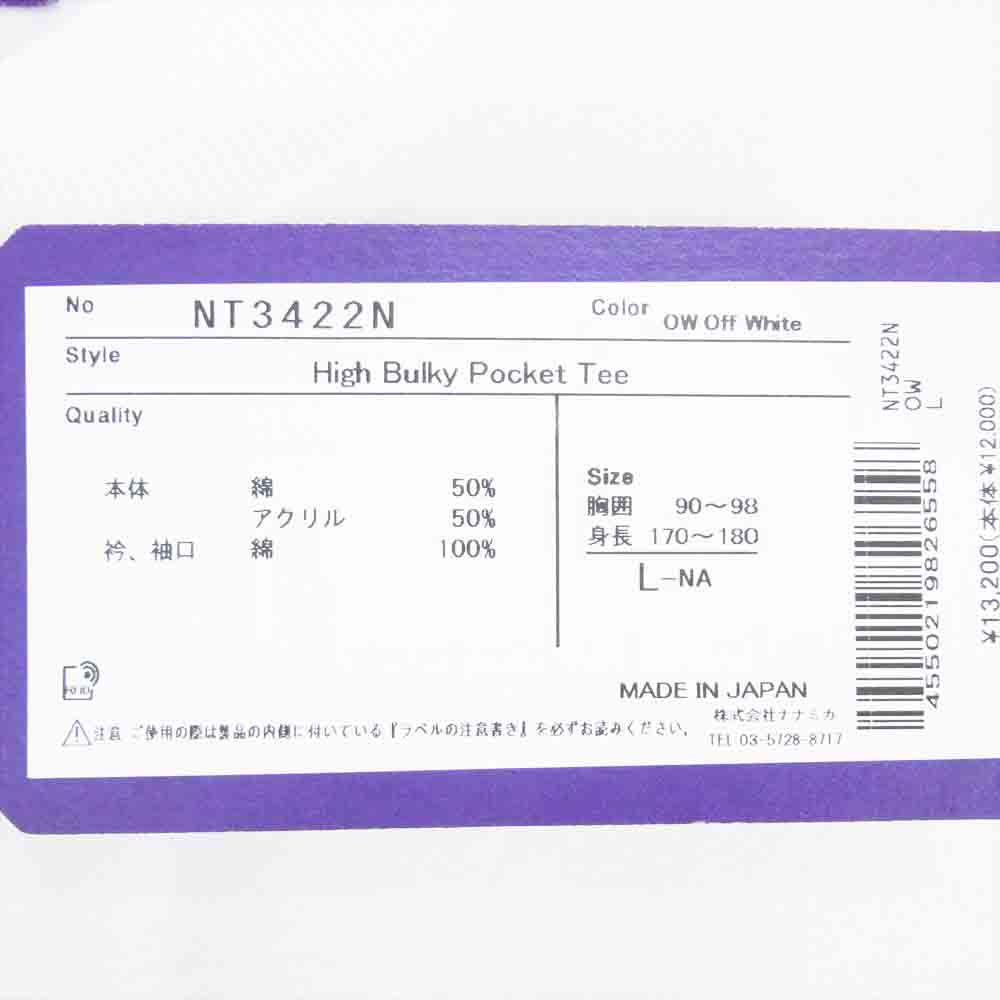 No NT3422N Color OW Off White
Style High Bulky Pocket Tee
Quality
本体 綿 50%
アクリル 50%
衿、袖口 綿 100%
Size
胸囲 90～98
身長 170～180
L-NA
RFID
MADE IN JAPAN
株式会社ナナミカ
TEL 03-5728-8717
注意 ご使用の際は製品の内側に付いている『ラベルの注意書き』を必ずお読みください。
NT3422N
OW
L
4550219826558
¥13,200(本体¥12,000)